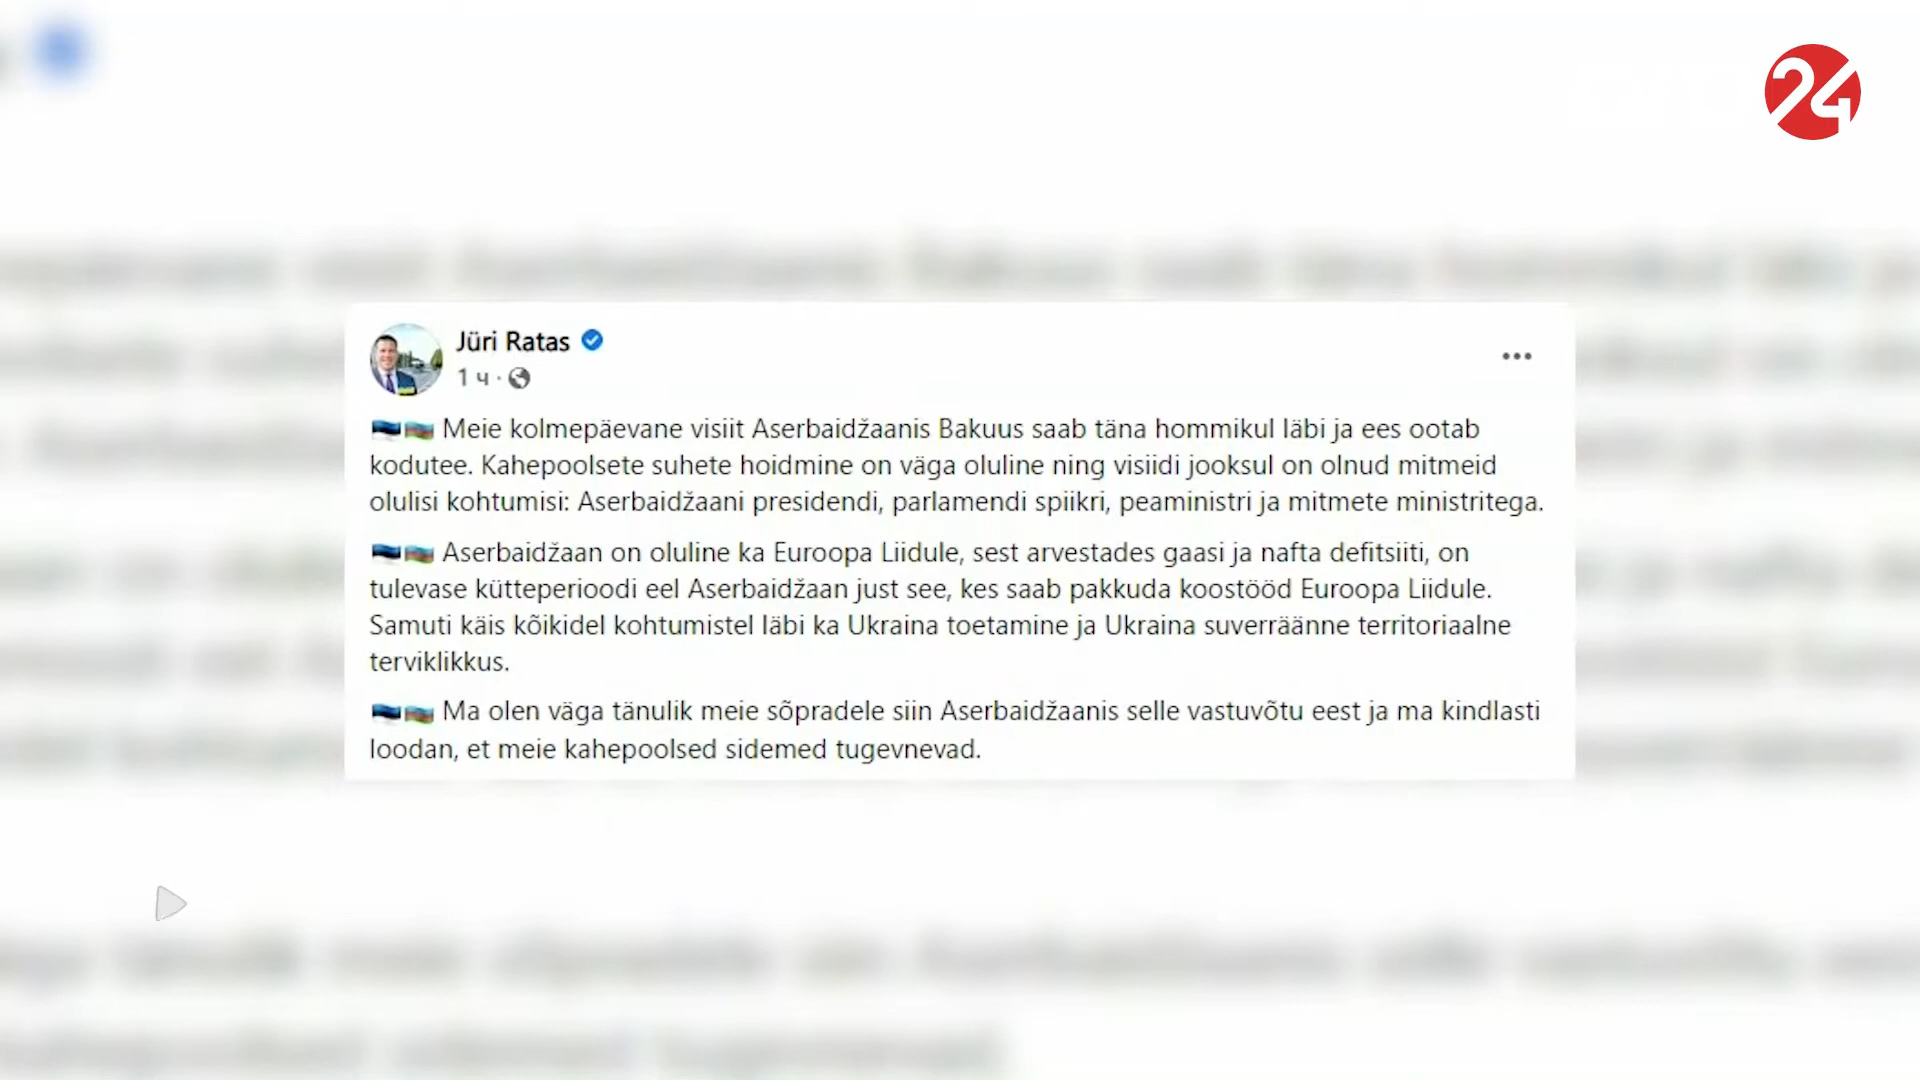 24
Jüri Ratas
1 ч ·
Meie kolmepäevane visiit Aserbaidžaanis Bakuus saab täna hommikul läbi ja ees ootab
kodutee. Kahepoolsete suhete hoidmine on väga oluline ning visiidi jooksul on olnud mitmeid
olulisi kohtumisi: Aserbaidžaani presidendi, parlamendi spiikri, peaministri ja mitmete ministritega.
Aserbaidžaan on oluline ka Euroopa Liidule, sest arvestades gaasi ja nafta defitsiiti, on
tulevase kütteperioodi eel Aserbaidžaan just see, kes saab pakkuda koostööd Euroopa Liidule.
Samuti käis kõikidel kohtumistel läbi ka Ukraina toetamine ja Ukraina suverräänne territoriaalne
terviklikkus.
Ma olen väga tänulik meie sõpradele siin Aserbaidžaanis selle vastuvõtu eest ja ma kindlasti
loodan, et meie kahepoolsed sidemed tugevnevad.